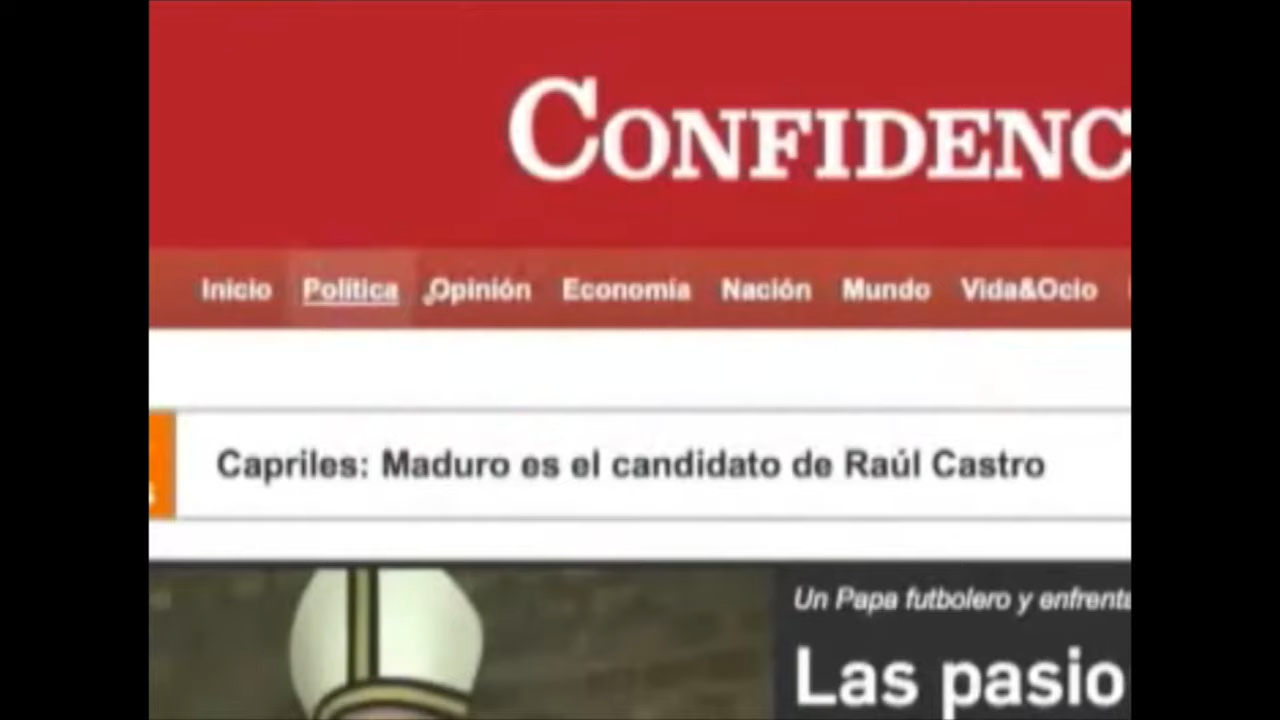 CONFIDENC
Inicio Política Opinión Economía Nación Mundo Vida&Ocio
Capriles: Maduro es el candidato de Raúl Castro
Un Papa futbolero y enfrenta
Las pasio